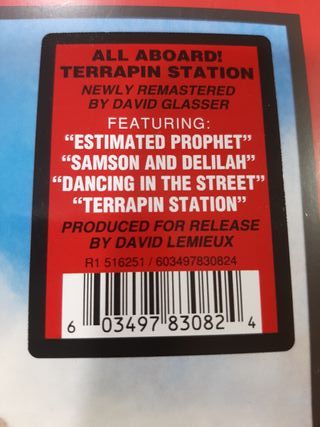 ALL ABOARD!
TERRAPIN STATION
NEWLY REMASTERED
BY DAVID GLASSER
FEATURING:
“ESTIMATED PROPHET”
“SAMSON AND DELILAH”
“DANCING IN THE STREET”
“TERRAPIN STATION”
PRODUCED FOR RELEASE
BY DAVID LEMIEUX
R1 516251 / 603497830824
6 03497 83082 4